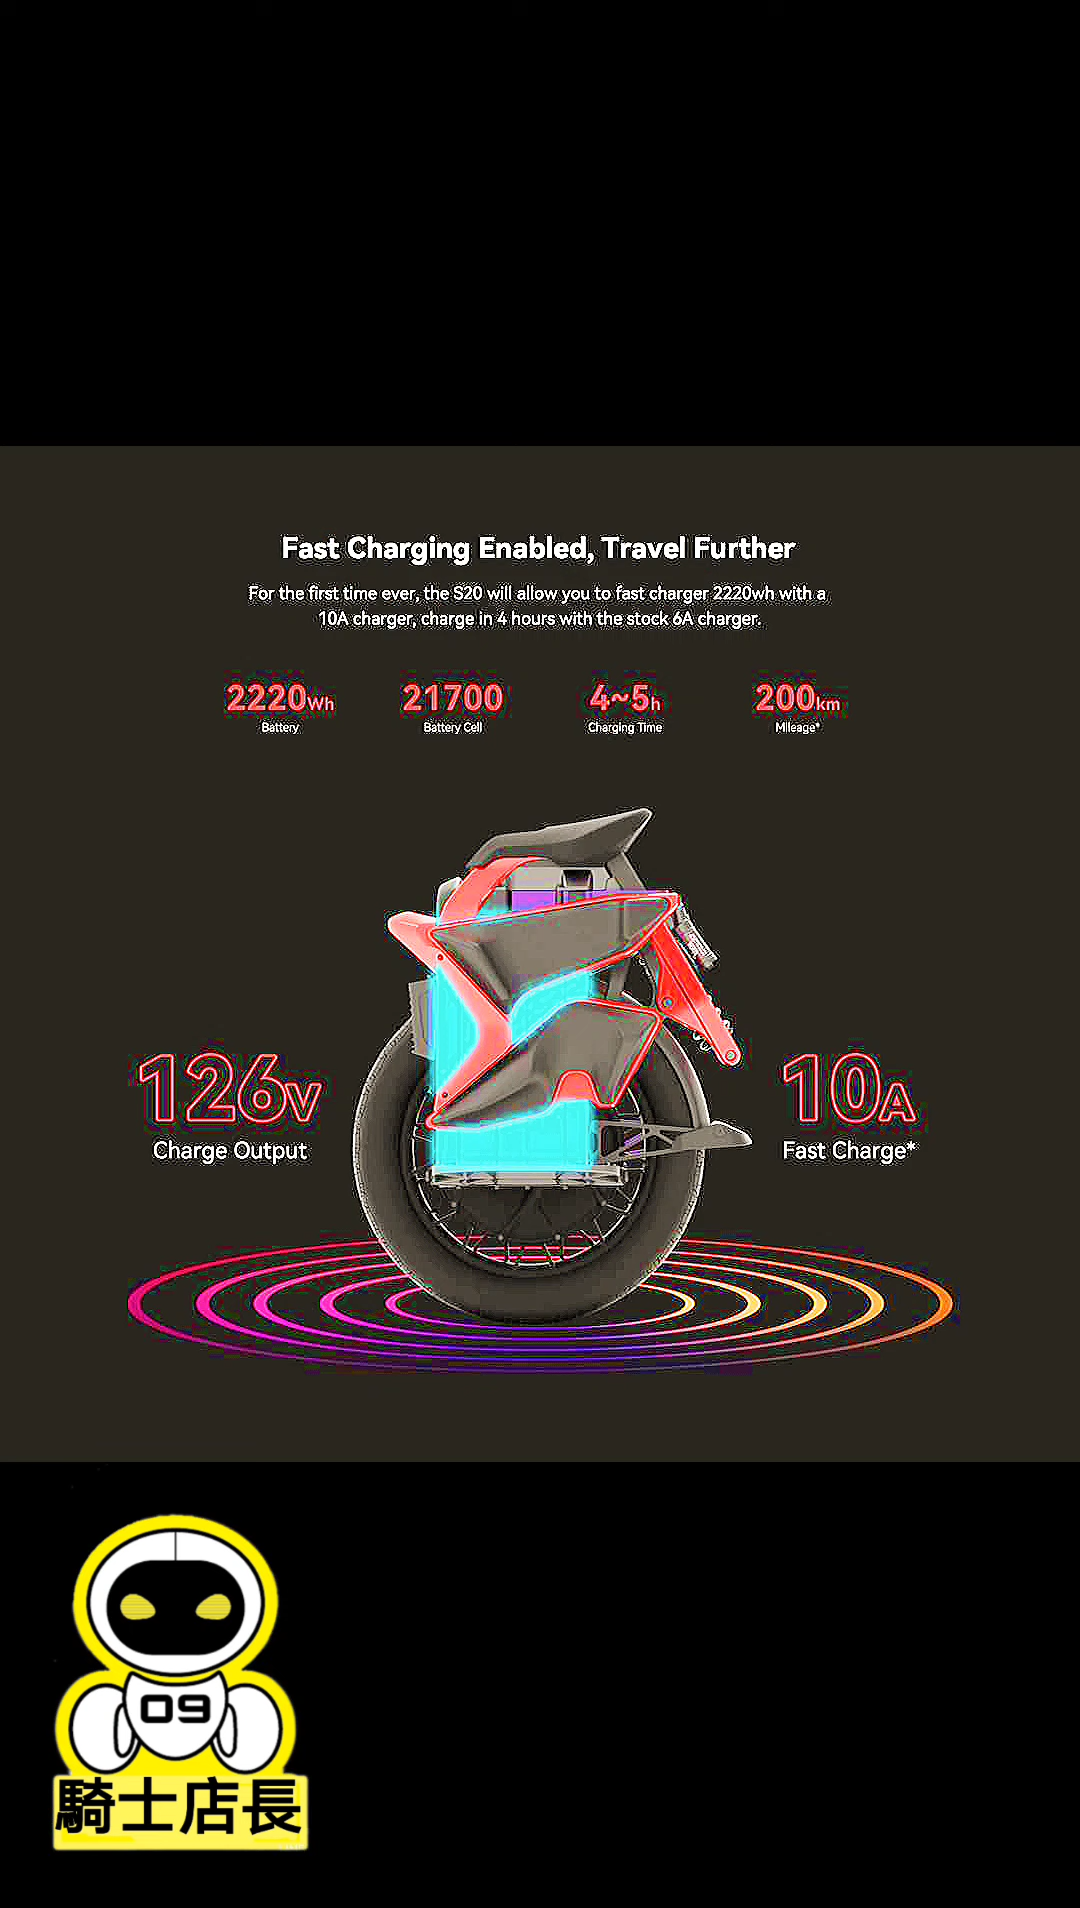 Fast Charging Enabled, Travel Further
For the first time ever, the S20 will allow you to fast charger 2220wh with a
10A charger, charge in 4 hours with the stock 6A charger.
2220Wh
Battery
21700
Battery Cell
4~5h
Charging Time
200km
Mileage*
126V
Charge Output
10A
Fast Charge*
09
騎士店長